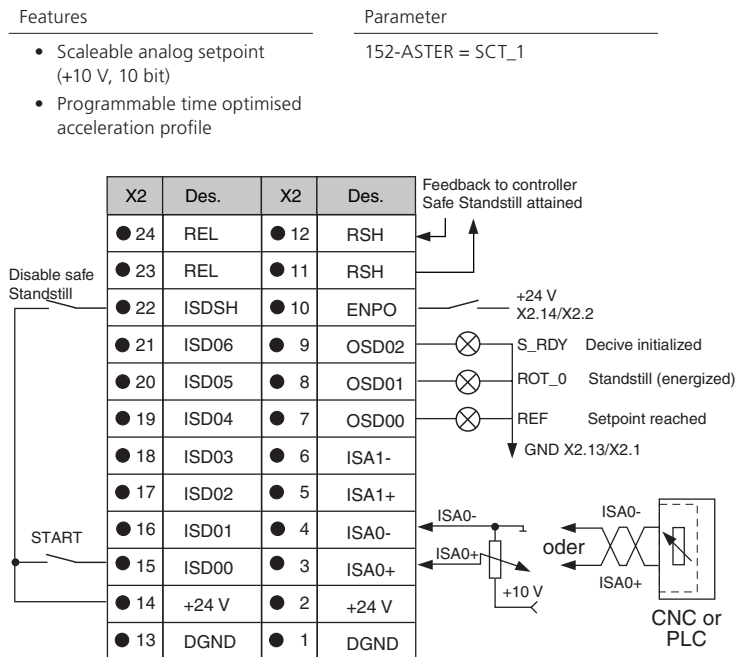 Features
Parameter
• Scaleable analog setpoint
(+10 V, 10 bit)
• Programmable time optimised
acceleration profile
152-ASTER = SCT_1
X2 Des. X2 Des.
Feedback to controller
Safe Standstill attained
24 REL 12 RSH
23 REL 11 RSH
Disable safe
Standstill
22 ISDSH 10 ENPO
+24 V
X2.14/X2.2
21 ISD06 9 OSD02 S_RDY Decive initialized
20 ISD05 8 OSD01 ROT_0 Standstill (energized)
19 ISD04 7 OSD00 REF Setpoint reached
18 ISD03 6 ISA1-
GND X2.13/X2.1
17 ISD02 5 ISA1+
START
16 ISD01 4 ISA0- ISA0- ISA0-
oder
15 ISD00 3 ISA0+ ISA0+ ISA0+
14 +24 V 2 +24 V +10 V
CNC or
PLC
13 DGND 1 DGND